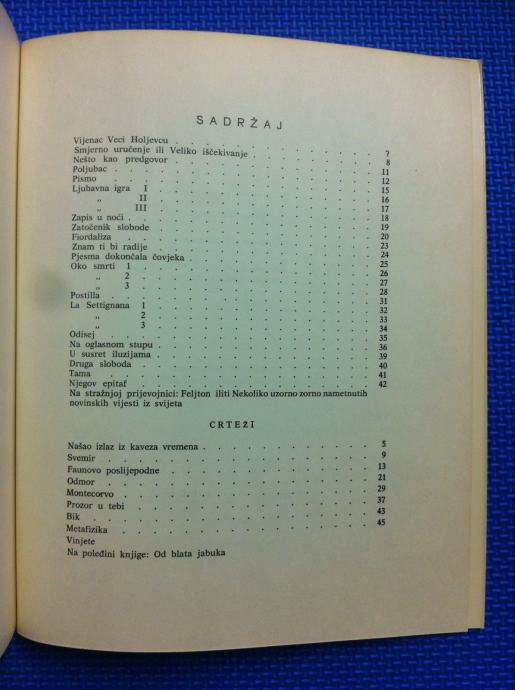 SADRŽAJ
Vijenac Veci Holjevcu . . . . . . . . . . . 7
Smjerno uručenje ili Veliko iščekivanje . . . . . . . 8
Nešto kao predgovor . . . . . . . . . . . 11
Poljubac . . . . . . . . . . . . . 12
Pismo . . . . . . . . . . . . . 15
Ljubavna igra I . . . . . . . . . . . 16
„ II . . . . . . . . . . . 17
„ III . . . . . . . . . . . 18
Zapis u noći . . . . . . . . . . . . 19
Zatočenik slobode . . . . . . . . . . . 20
Fiordaliza . . . . . . . . . . . . . 23
Znam ti bi radije . . . . . . . . . . . 24
Pjesma dokončala čovjeka . . . . . . . . . . 25
Oko smrti 1 . . . . . . . . . . . 26
„ 2 . . . . . . . . . . . 27
„ 3 . . . . . . . . . . . 28
Postilla . . . . . . . . . . . . . 31
La Settignana 1 . . . . . . . . . . . 32
„ 2 . . . . . . . . . . . 33
„ 3 . . . . . . . . . . . 34
Odisej . . . . . . . . . . . . . 35
Na oglasnom stupu . . . . . . . . . . . 36
U susret iluzijama . . . . . . . . . . . 39
Druga sloboda . . . . . . . . . . . . 40
Tama . . . . . . . . . . . . . 41
Njegov epitaf . . . . . . . . . . . . 42
Na stražnjoj prijevojnici: Feljton iliti Nekoliko uzorno zorno nametnutih
novinskih vijesti iz svijeta
CRTEŽI
Našao izlaz iz kaveza vremena . . . . . . . . . 5
Svemir . . . . . . . . . . . . . 9
Faunovo poslijepodne . . . . . . . . . . . 13
Odmor . . . . . . . . . . . . . 21
Montecorvo . . . . . . . . . . . . 29
Prozor u tebi . . . . . . . . . . . . 37
Bik . . . . . . . . . . . . . . 43
Metafizika . . . . . . . . . . . . . 45
Vinjete
Na poleđini knjige: Od blata jabuka